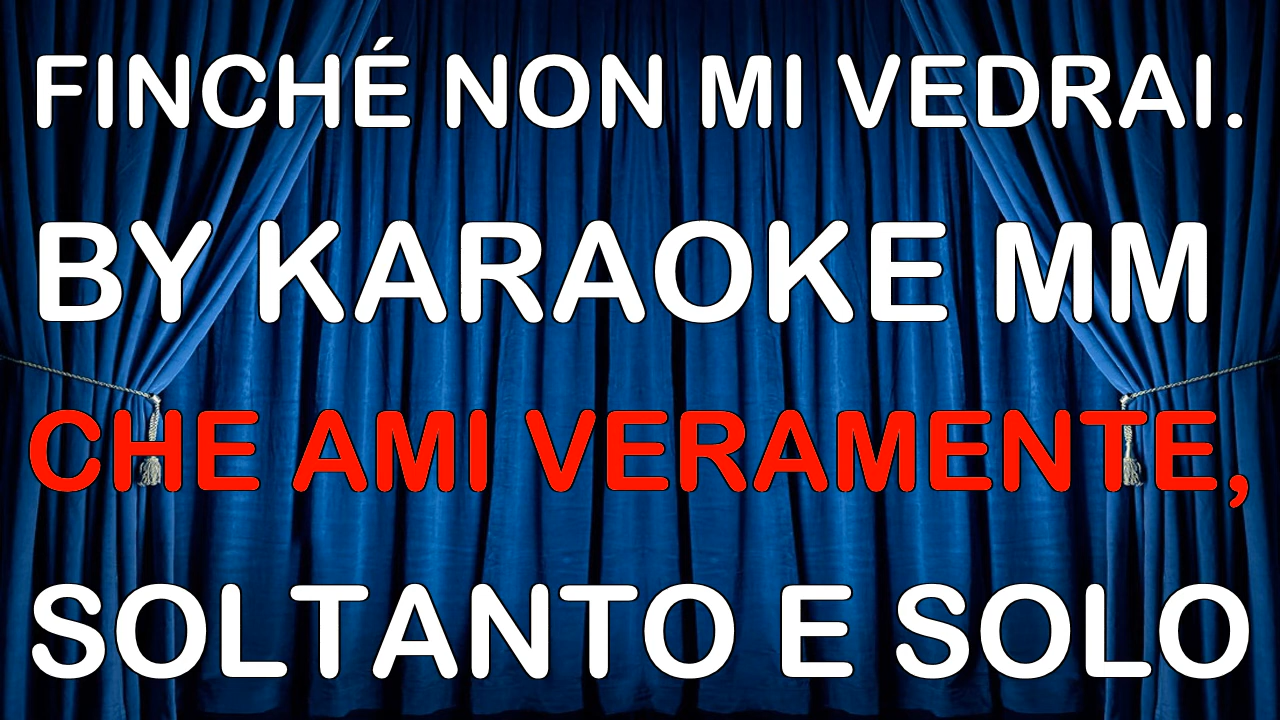 FINCHÉ NON MI VEDRAI.
BY KARAOKE MM
CHE AMI VERAMENTE,
SOLTANTO E SOLO